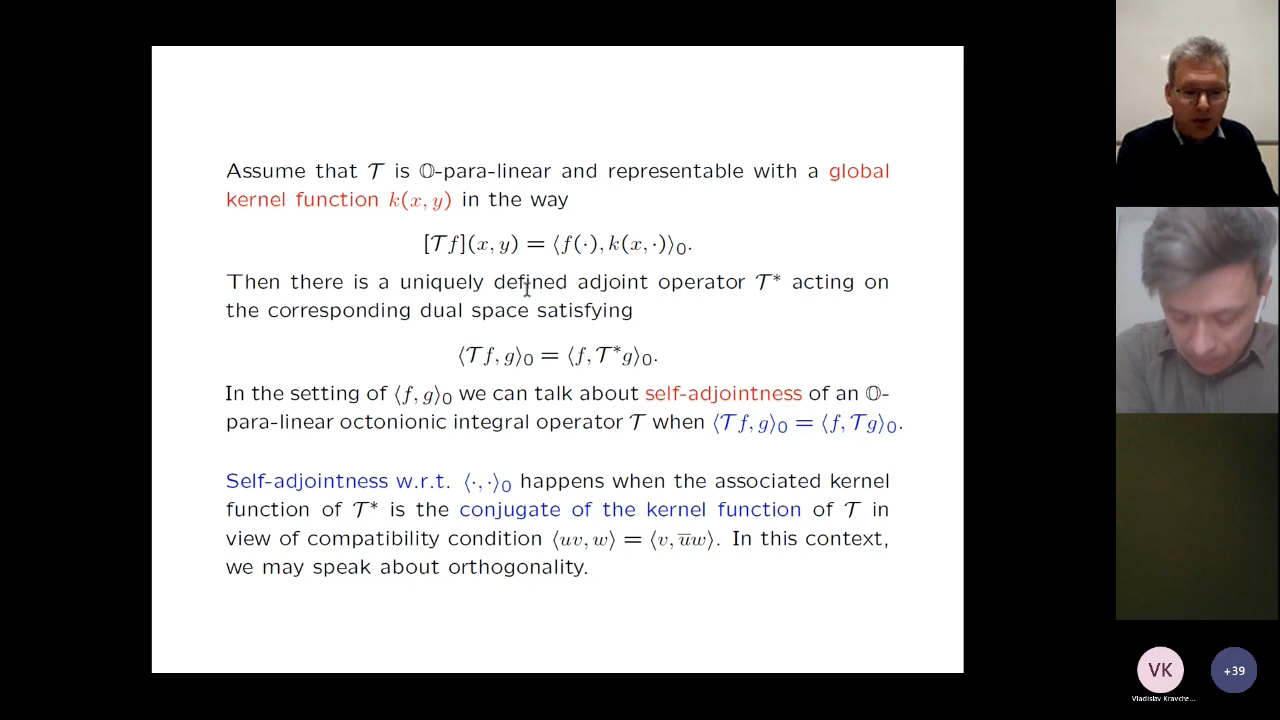 Assume that 𝒯 is 𝕆-para-linear and representable with a global
kernel function k(x, y) in the way
[𝒯f](x, y) = ⟨f(·), k(x, ·)⟩₀.
Then there is a uniquely defined adjoint operator 𝒯* acting on
the corresponding dual space satisfying
⟨𝒯f, g⟩₀ = ⟨f, 𝒯*g⟩₀.
In the setting of ⟨f, g⟩₀ we can talk about self-adjointness of an 𝕆-
para-linear octonionic integral operator 𝒯 when ⟨𝒯f, g⟩₀ = ⟨f, 𝒯g⟩₀.
Self-adjointness w.r.t. ⟨·, ·⟩₀ happens when the associated kernel
function of 𝒯* is the conjugate of the kernel function of 𝒯 in
view of compatibility condition ⟨uv, w⟩ = ⟨v, u̅w⟩. In this context,
we may speak about orthogonality.
VK
+39
Vladislav Kravche...